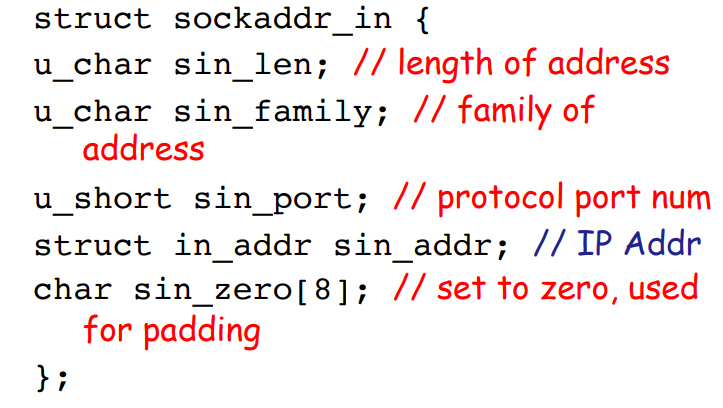 struct sockaddr_in {
u_char sin_len; // length of address
u_char sin_family; // family of
address
u_short sin_port; // protocol port num
struct in_addr sin_addr; // IP Addr
char sin_zero[8]; // set to zero, used
for padding
};